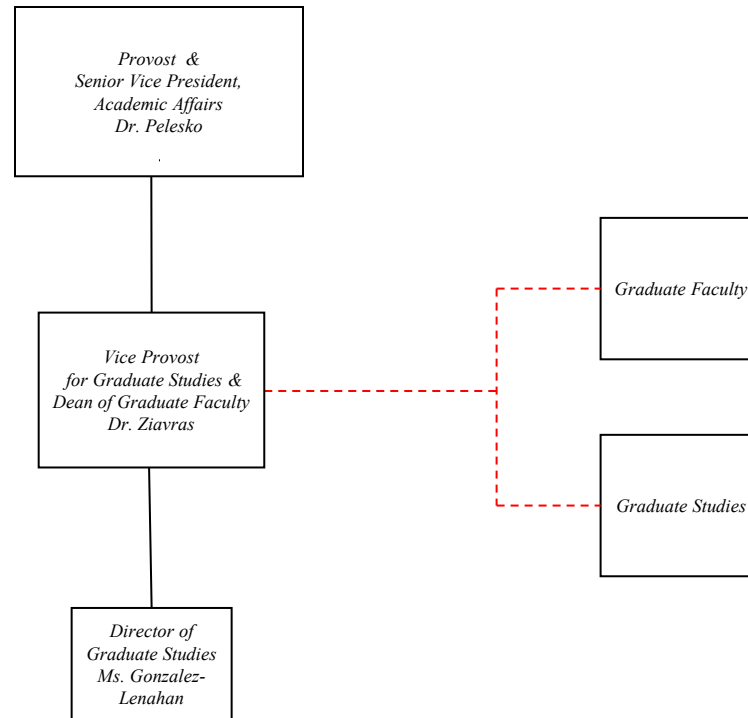 Provost &
Senior Vice President,
Academic Affairs
Dr. Pelesko
.
Graduate Faculty
Vice Provost
for Graduate Studies &
Dean of Graduate Faculty
Dr. Ziavras
Graduate Studies
Director of
Graduate Studies
Ms. Gonzalez-
Lenahan